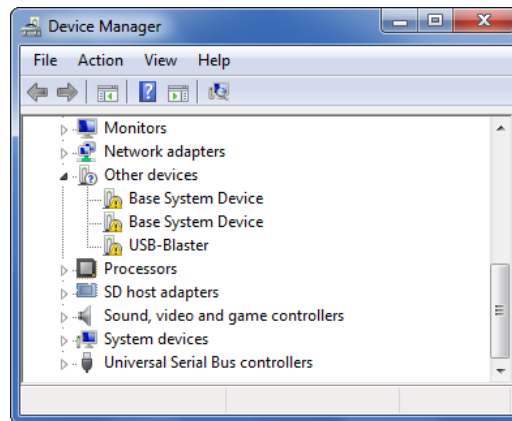 Device Manager
File Action View Help
Monitors
Network adapters
Other devices
Base System Device
Base System Device
USB-Blaster
Processors
SD host adapters
Sound, video and game controllers
System devices
Universal Serial Bus controllers